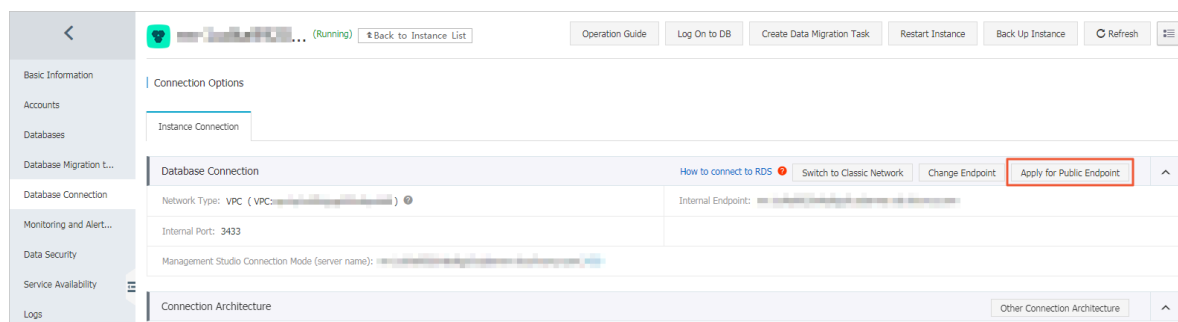 ... (Running) Back to Instance List Operation Guide Log On to DB Create Data Migration Task Restart Instance Back Up Instance Refresh
Basic Information
Connection Options
Accounts
Instance Connection
Databases
Database Migration t...
Database Connection How to connect to RDS ? Switch to Classic Network Change Endpoint Apply for Public Endpoint
Database Connection
Network Type: VPC ( VPC: ) ? Internal Endpoint:
Monitoring and Alert...
Internal Port: 3433
Data Security
Management Studio Connection Mode (server name):
Service Availability
Connection Architecture Other Connection Architecture
Logs